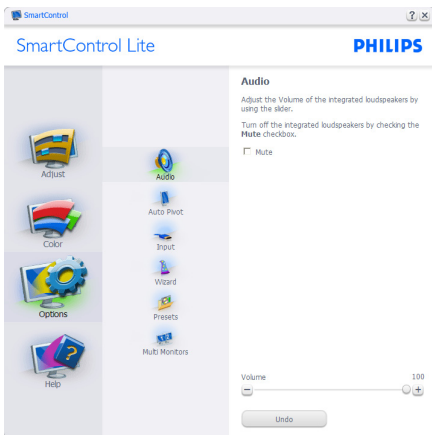 SmartControl
SmartControl Lite
PHILIPS
Adjust
Color
Options
Help
Audio
Auto Pivot
Input
Wizard
Presets
Multi Monitors
Audio
Adjust the Volume of the integrated loudspeakers by
using the slider.
Turn off the integrated loudspeakers by checking the
Mute checkbox.
Mute
Volume 100
Undo